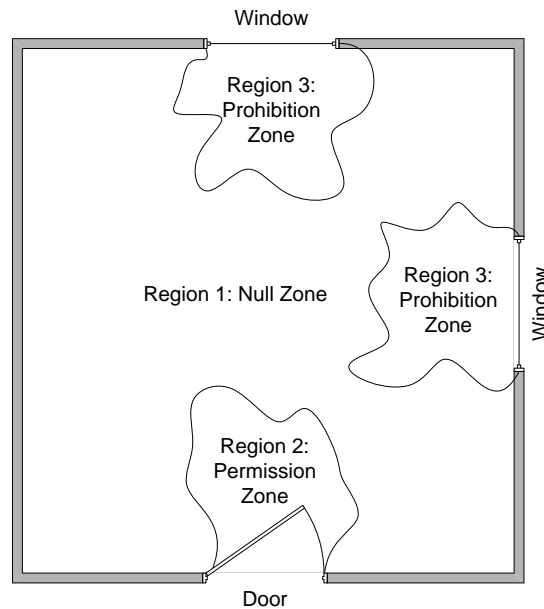 Window
Region 3:
Prohibition
Zone
Region 3:
Prohibition
Zone
Window
Region 1: Null Zone
Region 2:
Permission
Zone
Door